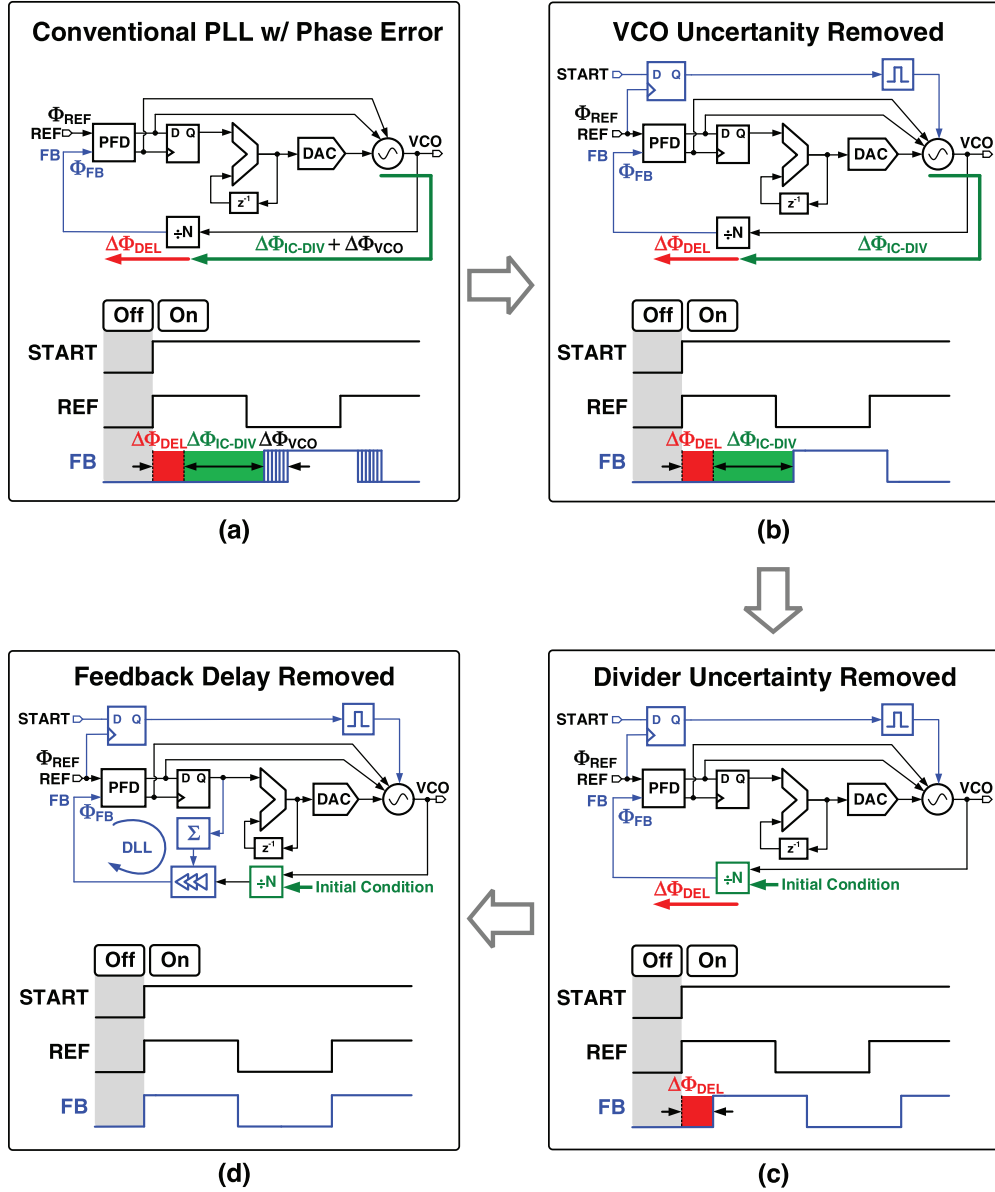 Conventional PLL w/ Phase Error
ΦREF
REF
FB
ΦFB
PFD
D Q
DAC
VCO
z-1
÷N
ΔΦDEL
ΔΦIC-DIV + ΔΦVCO
Off On
START
REF
ΔΦDEL ΔΦIC-DIV ΔΦVCO
FB
(a)
VCO Uncertanity Removed
START
D Q
ΦREF
REF
FB
ΦFB
PFD
D Q
DAC
VCO
z-1
÷N
ΔΦDEL
ΔΦIC-DIV
Off On
START
REF
ΔΦDEL ΔΦIC-DIV
FB
(b)
Feedback Delay Removed
START
D Q
ΦREF
REF
FB
ΦFB
PFD
D Q
DAC
VCO
DLL
Σ
z-1
÷N
Initial Condition
Off On
START
REF
FB
(d)
Divider Uncertainty Removed
START
D Q
ΦREF
REF
FB
ΦFB
PFD
D Q
DAC
VCO
z-1
÷N
Initial Condition
ΔΦDEL
Off On
START
REF
ΔΦDEL
FB
(c)